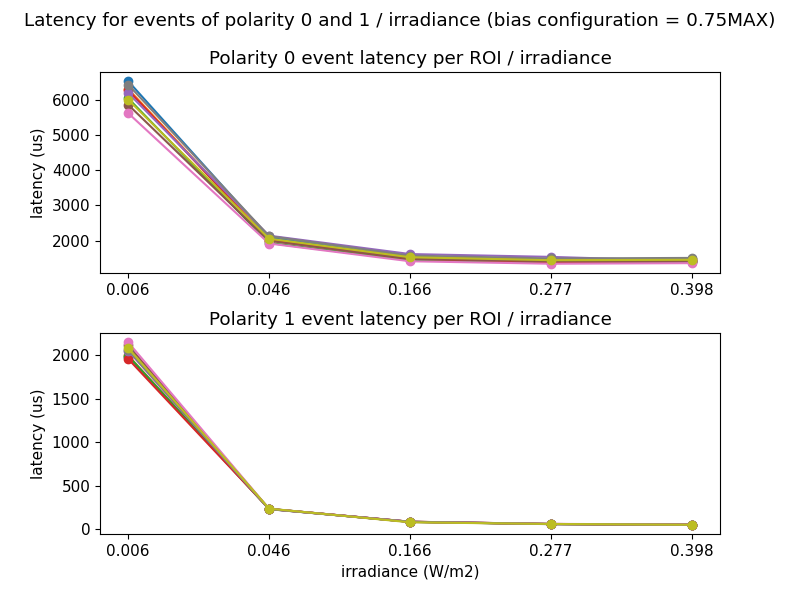 Latency for events of polarity 0 and 1 / irradiance (bias configuration = 0.75MAX)
Polarity 0 event latency per ROI / irradiance
latency (us)
6000
5000
4000
3000
2000
0.006 0.046 0.166 0.277 0.398
Polarity 1 event latency per ROI / irradiance
latency (us)
2000
1500
1000
500
0
0.006 0.046 0.166 0.277 0.398
irradiance (W/m2)